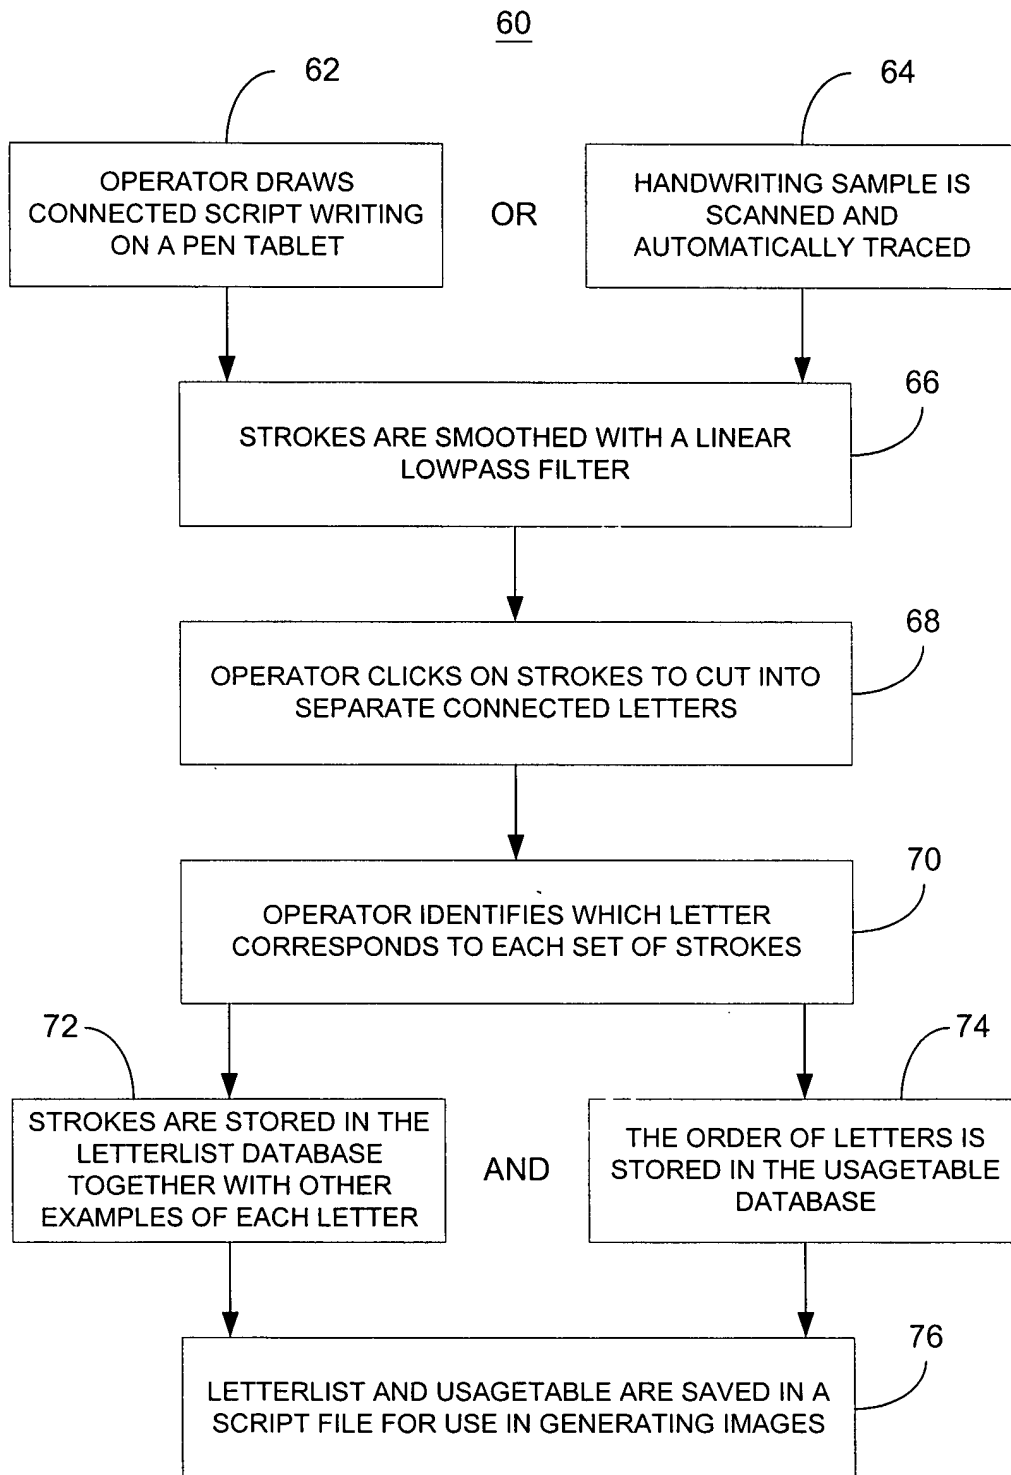 60
62
64
OPERATOR DRAWS
CONNECTED SCRIPT WRITING
ON A PEN TABLET
OR
HANDWRITING SAMPLE IS
SCANNED AND
AUTOMATICALLY TRACED
66
STROKES ARE SMOOTHED WITH A LINEAR
LOWPASS FILTER
68
OPERATOR CLICKS ON STROKES TO CUT INTO
SEPARATE CONNECTED LETTERS
70
OPERATOR IDENTIFIES WHICH LETTER
CORRESPONDS TO EACH SET OF STROKES
72
74
STROKES ARE STORED IN THE
LETTERLIST DATABASE
TOGETHER WITH OTHER
EXAMPLES OF EACH LETTER
AND
THE ORDER OF LETTERS IS
STORED IN THE USAGETABLE
DATABASE
76
LETTERLIST AND USAGETABLE ARE SAVED IN A
SCRIPT FILE FOR USE IN GENERATING IMAGES